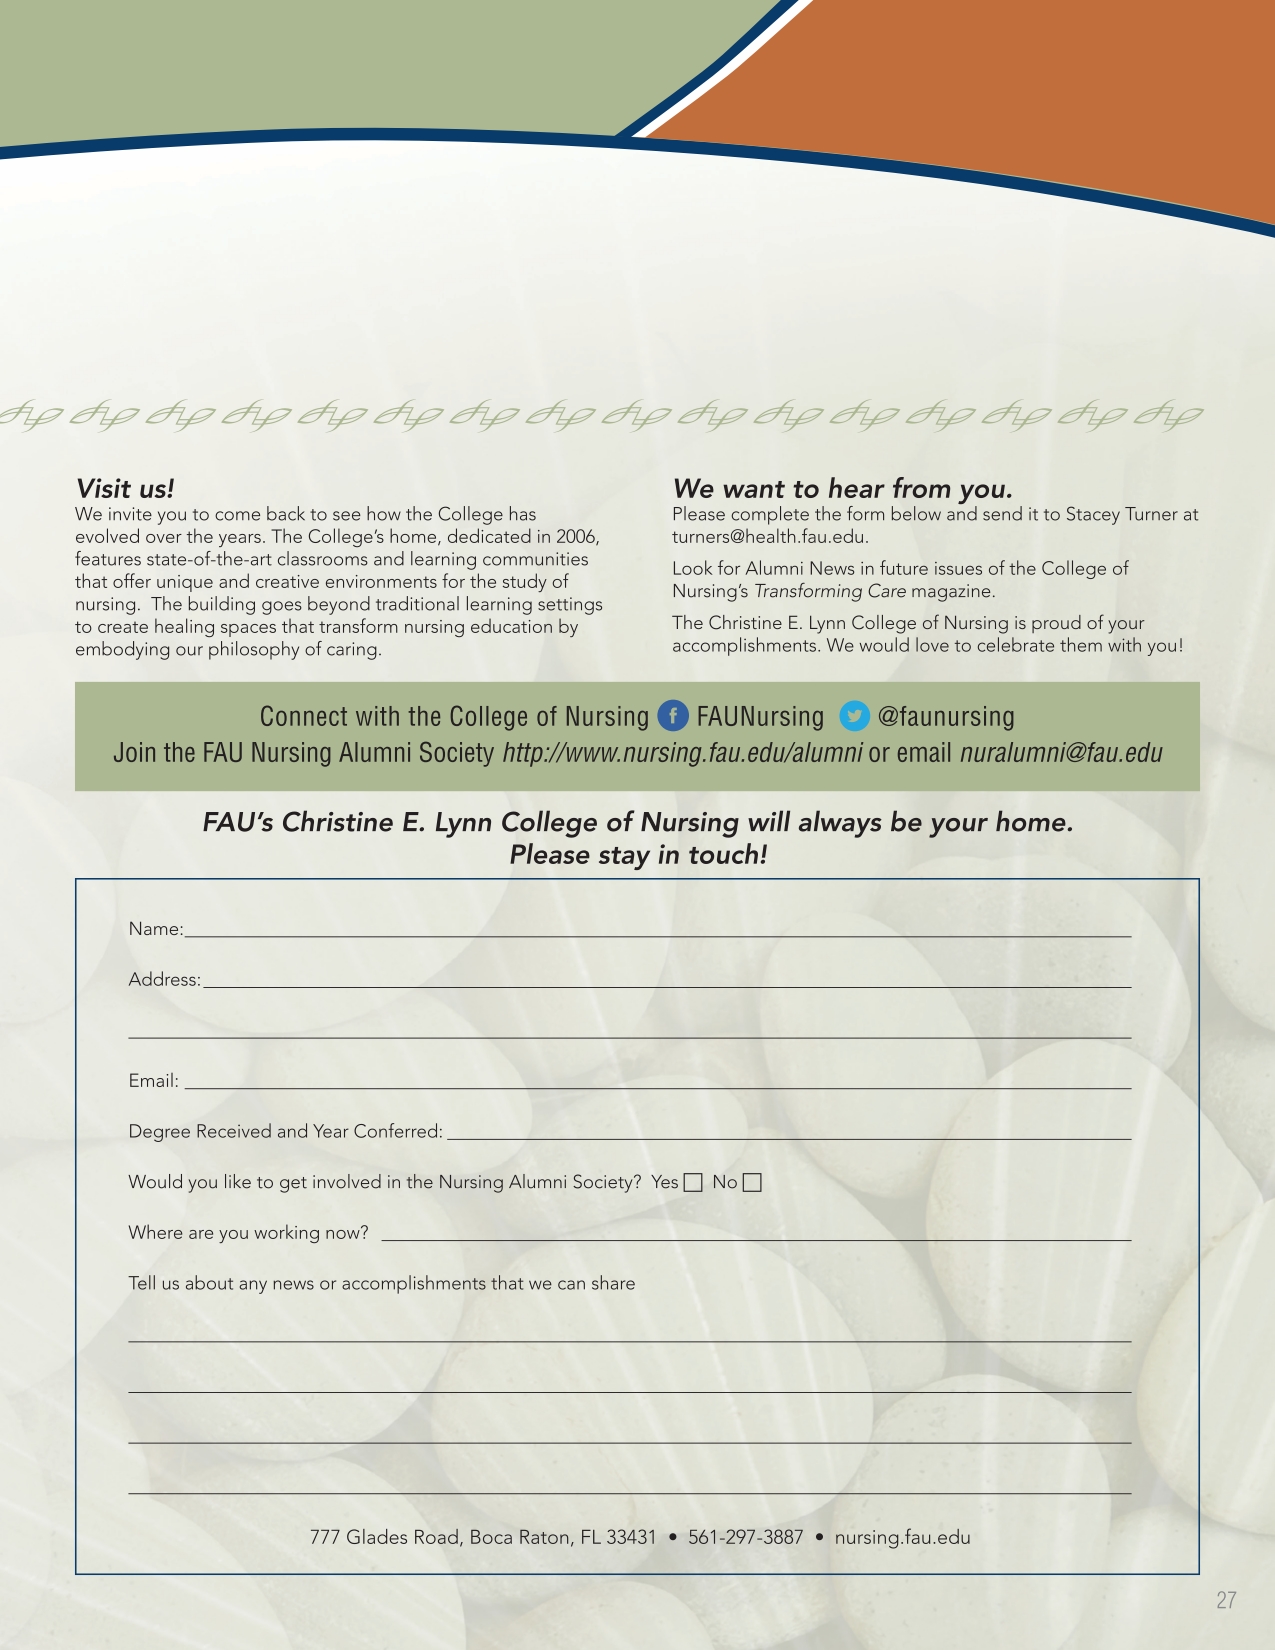 Visit us!
We invite you to come back to see how the College has
evolved over the years. The College's home, dedicated in 2006,
features state-of-the-art classrooms and learning communities
that offer unique and creative environments for the study of
nursing.  The building goes beyond traditional learning settings
to create healing spaces that transform nursing education by
embodying our philosophy of caring.
We want to hear from you.
Please complete the form below and send it to Stacey Turner at
turners@health.fau.edu.
Look for Alumni News in future issues of the College of
Nursing's Transforming Care magazine.
The Christine E. Lynn College of Nursing is proud of your
accomplishments. We would love to celebrate them with you!
Connect with the College of Nursing f FAUNursing @faunursing
Join the FAU Nursing Alumni Society http://www.nursing.fau.edu/alumni or email nuralumni@fau.edu
FAU's Christine E. Lynn College of Nursing will always be your home.
Please stay in touch!
Name:
Address:
Email:
Degree Received and Year Conferred:
Would you like to get involved in the Nursing Alumni Society?  Yes □ No □
Where are you working now?
Tell us about any news or accomplishments that we can share
777 Glades Road, Boca Raton, FL 33431 • 561-297-3887 • nursing.fau.edu
27